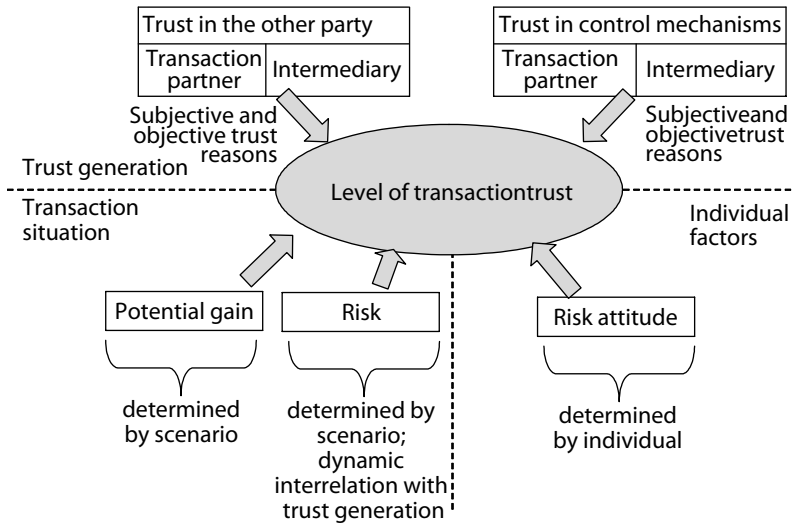 Trust in the other party
Transaction
partner
Intermediary
Trust in control mechanisms
Transaction
partner
Intermediary
Subjective and
objective trust
reasons
Subjectiveand
objectivetrust
reasons
Trust generation
Level of transactiontrust
Transaction
situation
Individual
factors
Potential gain
Risk
Risk attitude
determined
by scenario
determined by
scenario;
dynamic
interrelation with
trust generation
determined
by individual